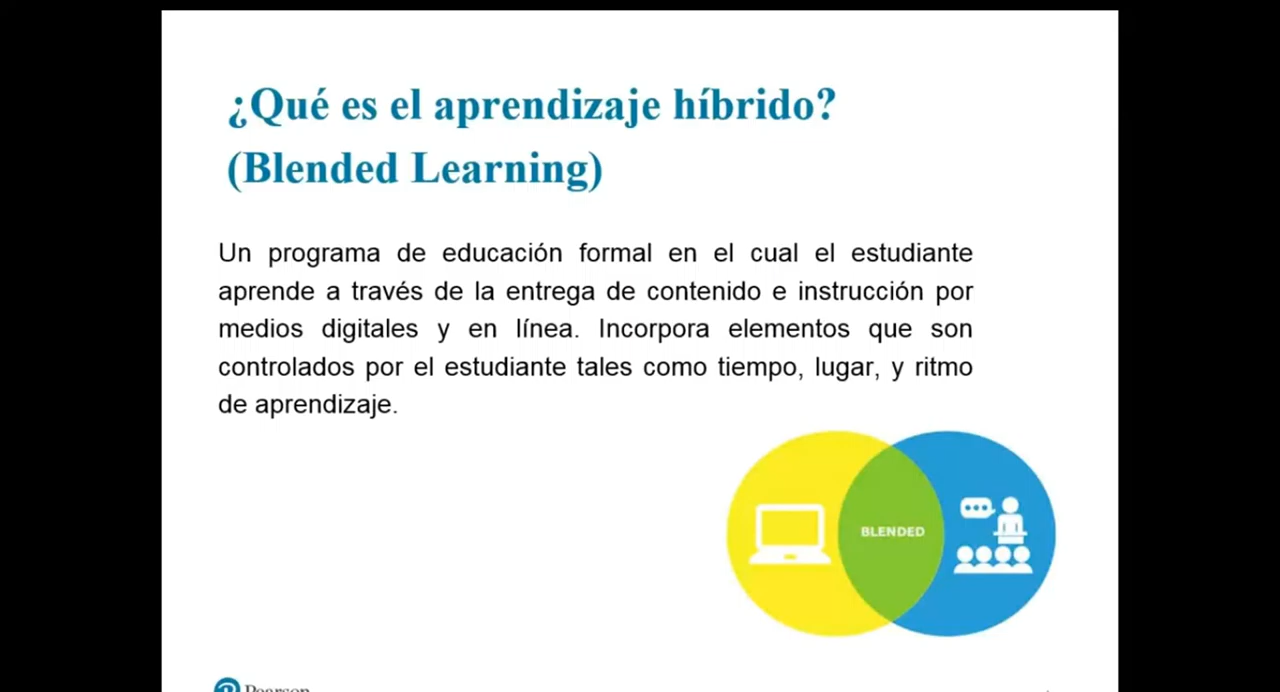 ¿Qué es el aprendizaje híbrido?
(Blended Learning)
Un programa de educación formal en el cual el estudiante
aprende a través de la entrega de contenido e instrucción por
medios digitales y en línea. Incorpora elementos que son
controlados por el estudiante tales como tiempo, lugar, y ritmo
de aprendizaje.
BLENDED
Pearson